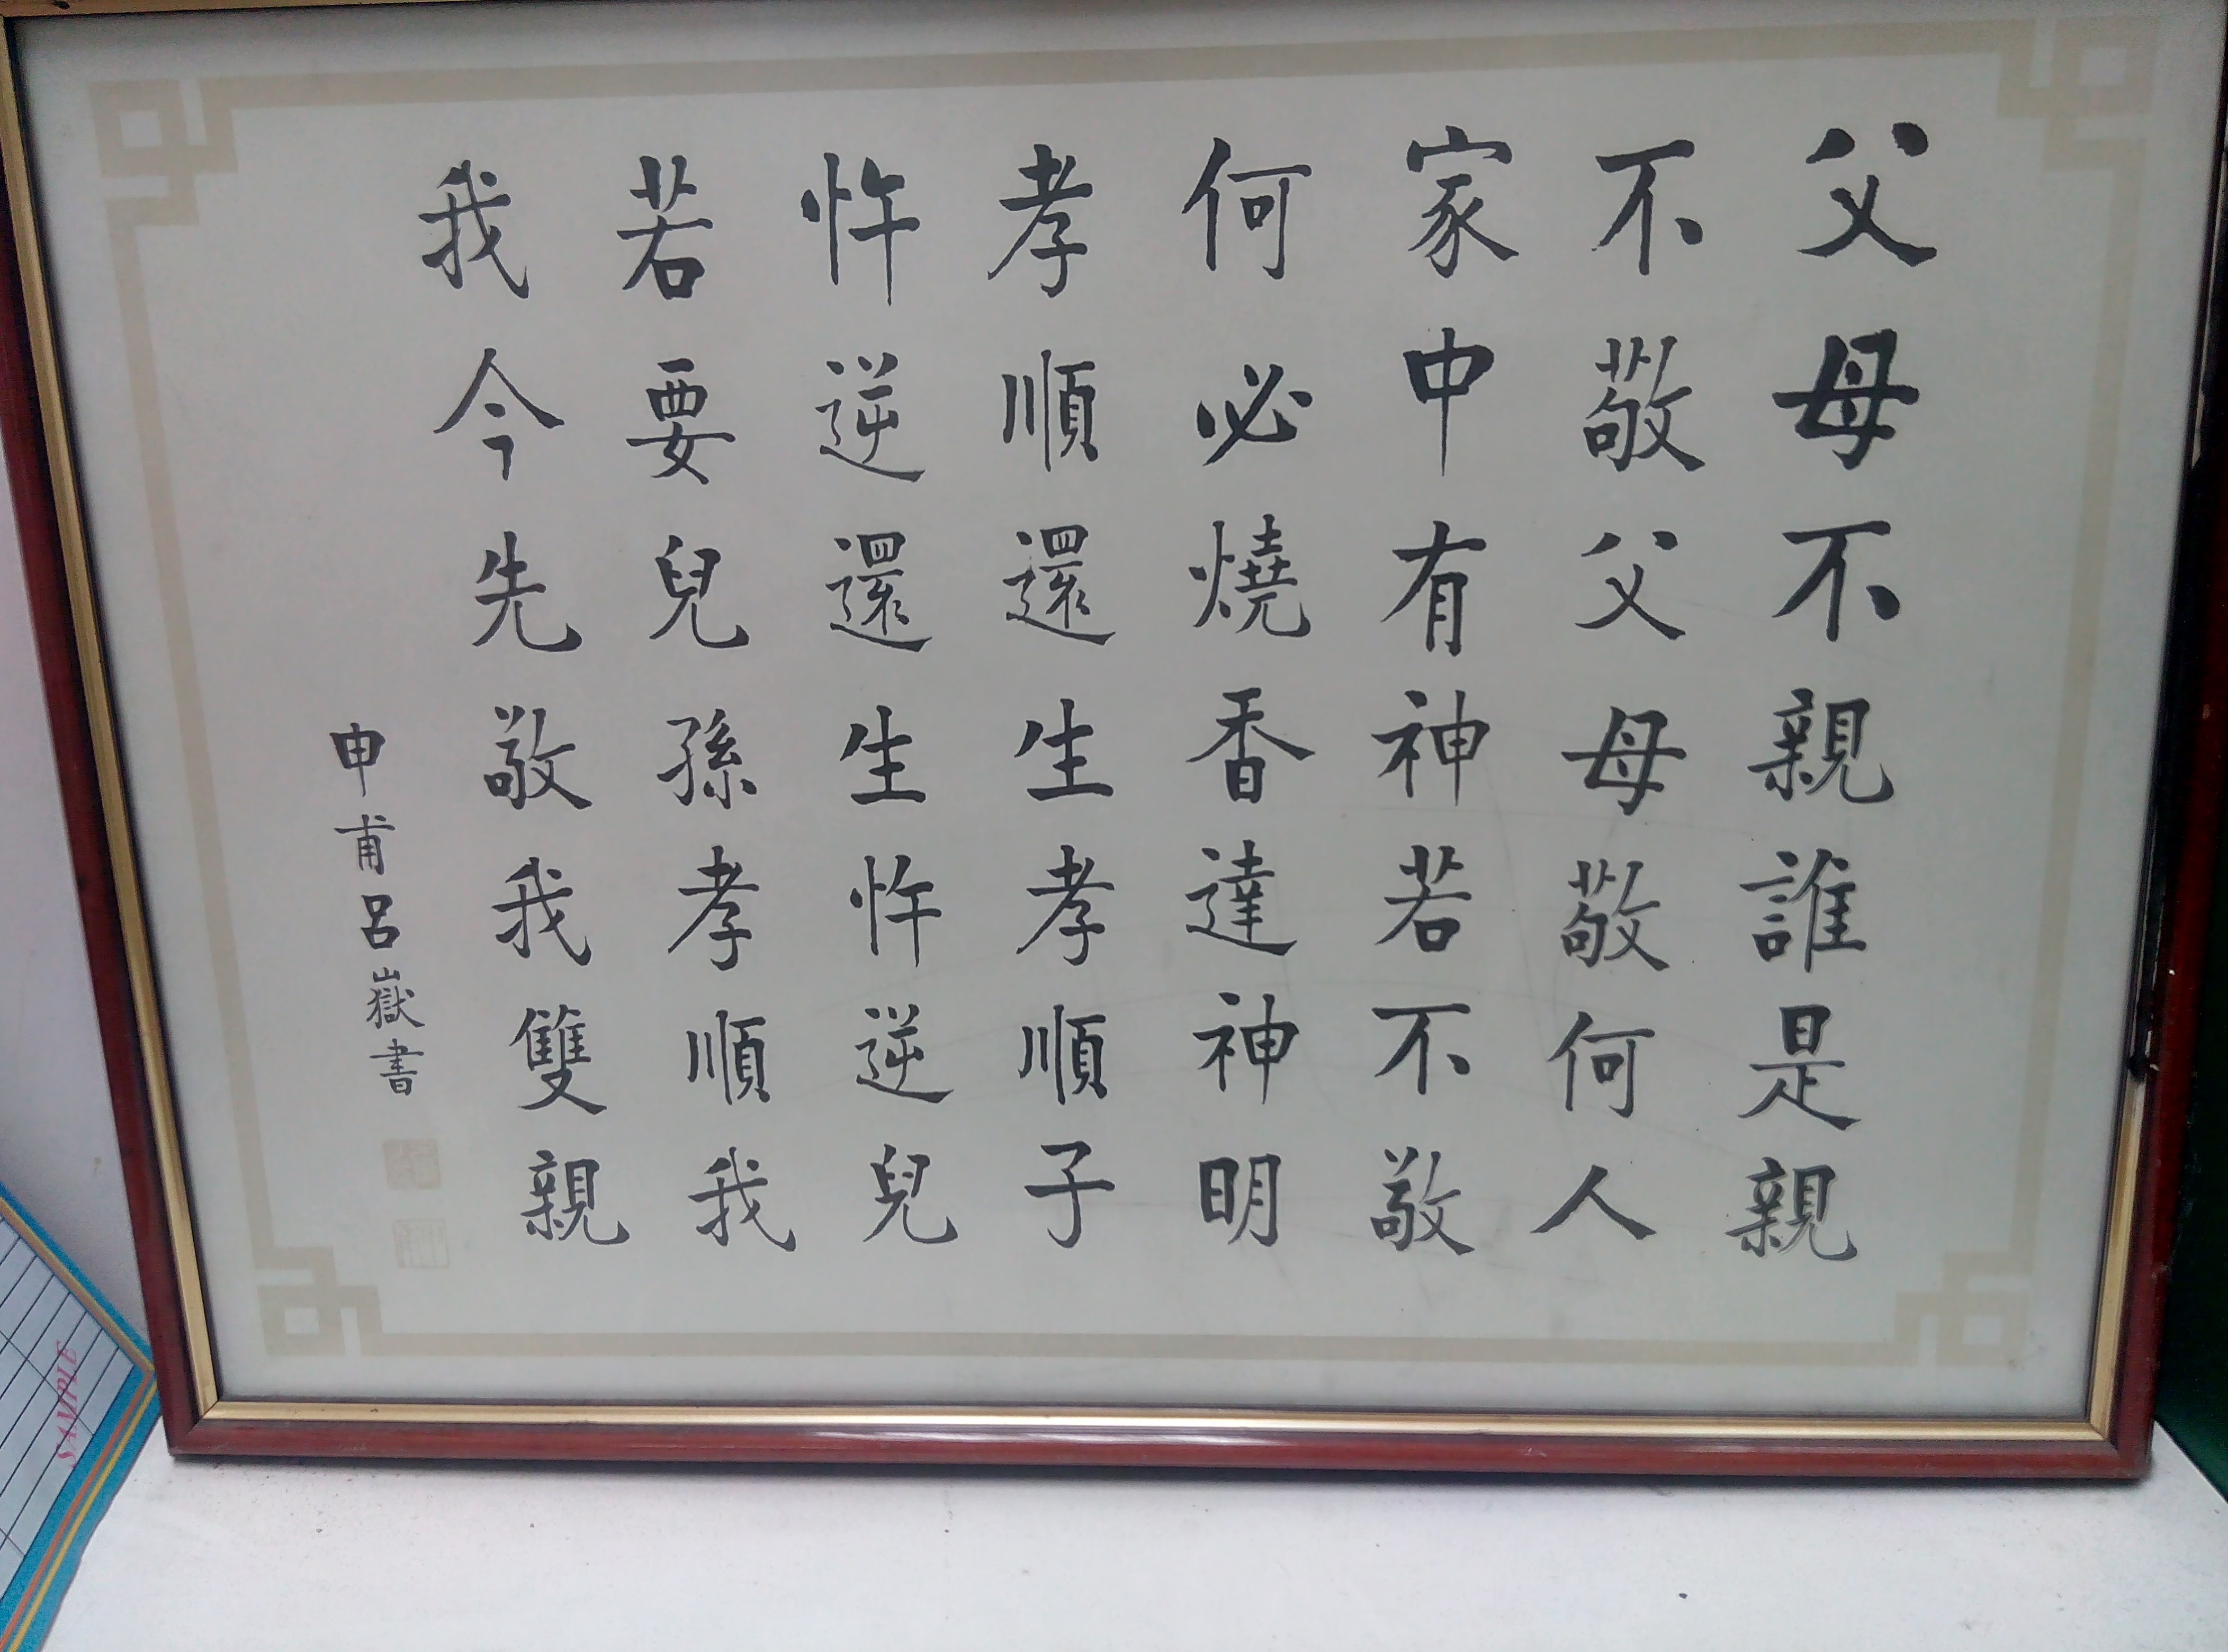 父母不親誰是親
不敬父母敬何人
家中有神若不敬
何必燒香達神明
孝順還生孝順子
忤逆還生忤逆兒
若要兒孫孝順我
我今先敬我雙親
申甫呂嶽書
SAMPLE